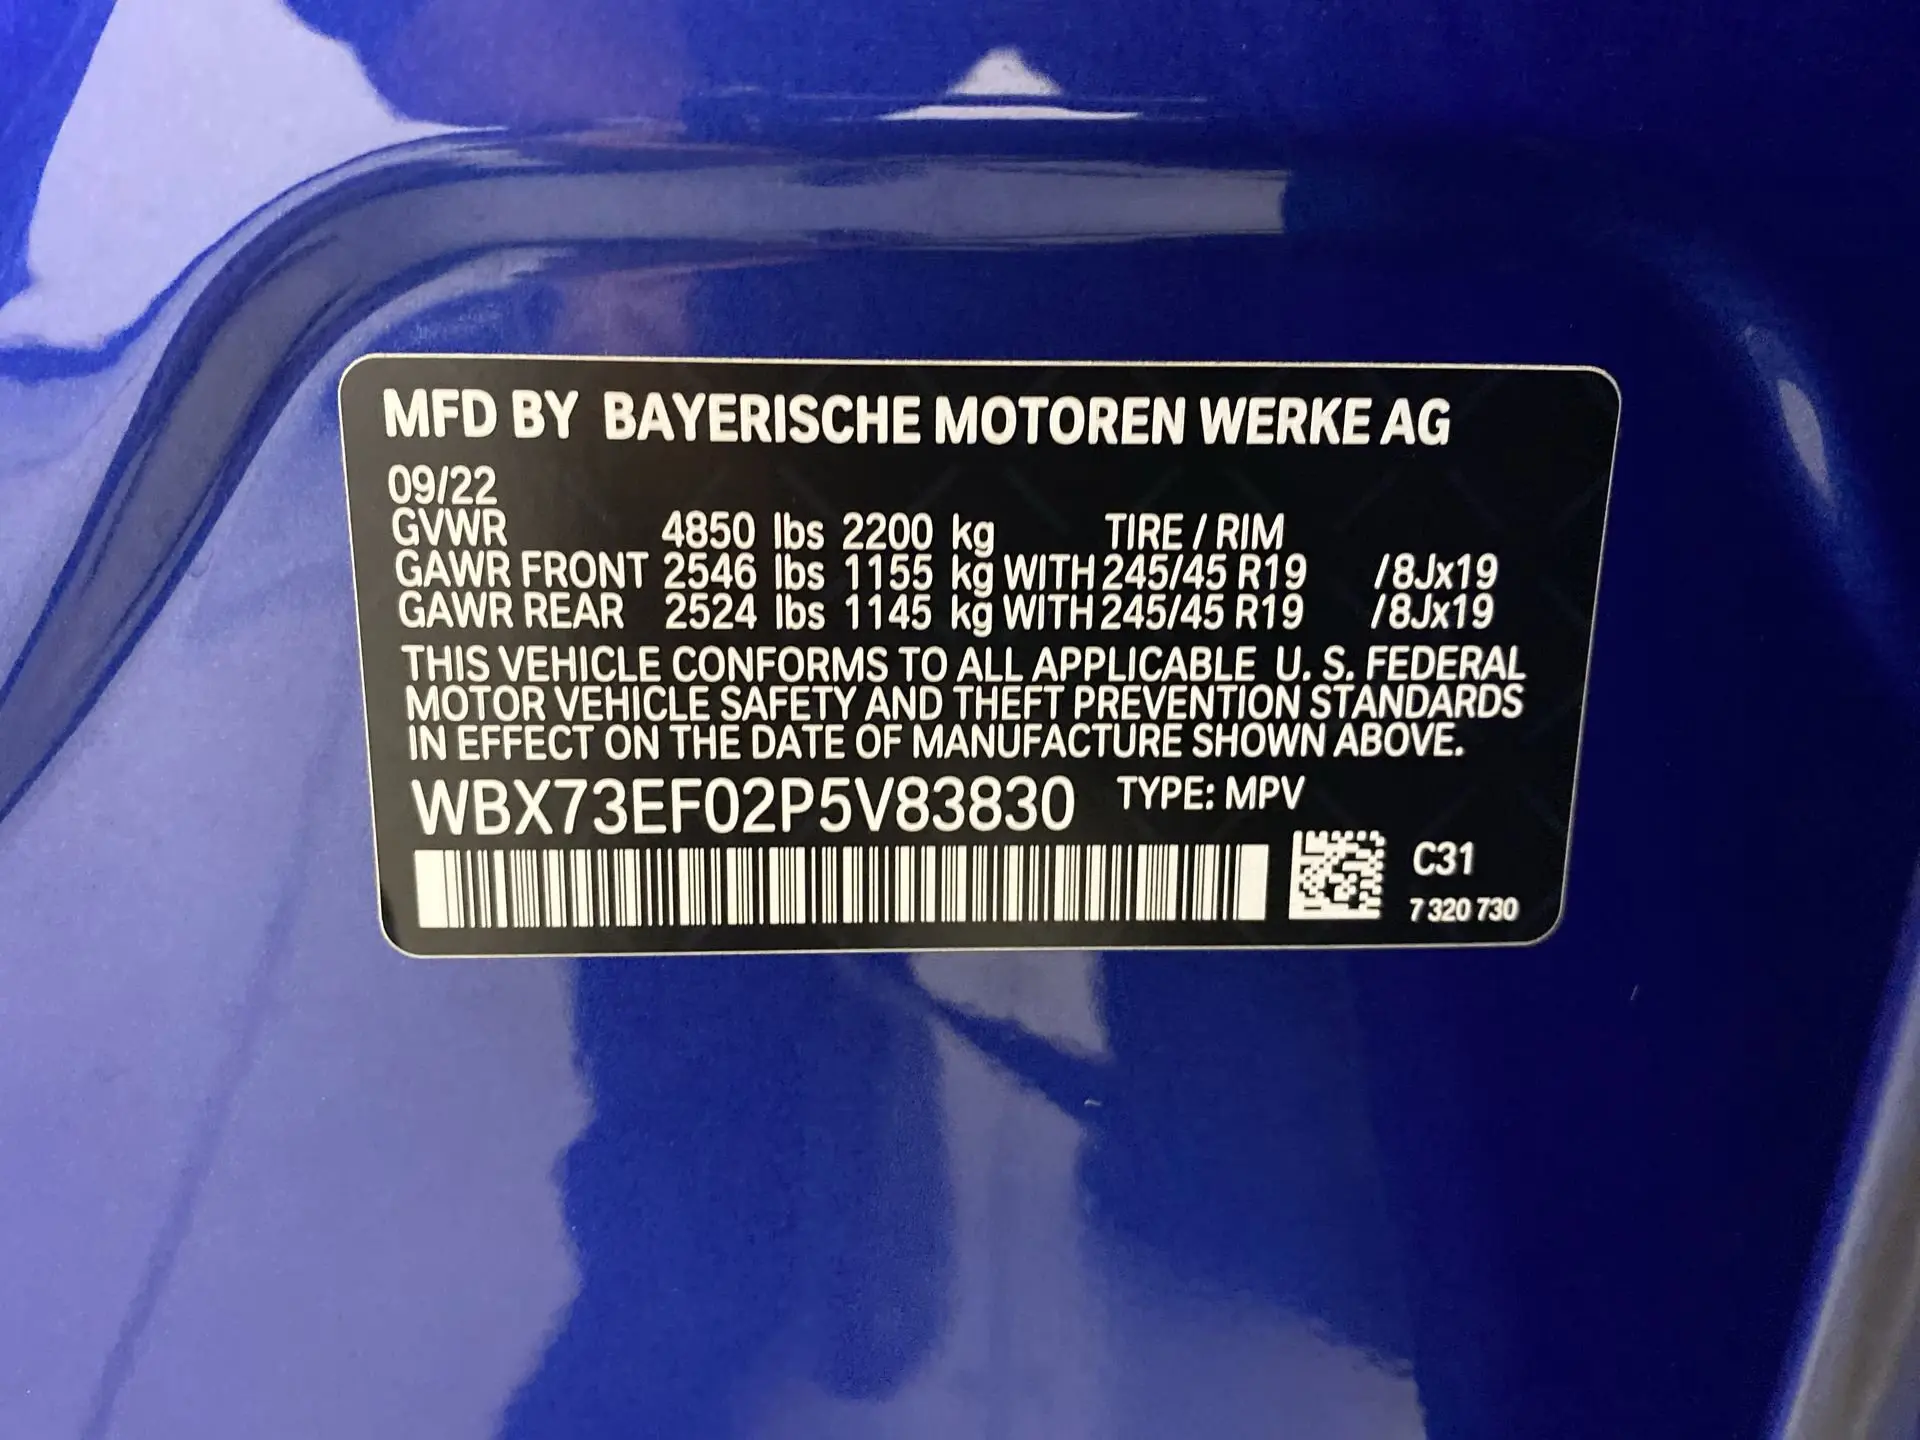 MFD BY BAYERISCHE MOTOREN WERKE AG
09/22
GVWR 4850 lbs 2200 kg TIRE / RIM
GAWR FRONT 2546 lbs 1155 kg WITH 245/45 R19 /8Jx19
GAWR REAR 2524 lbs 1145 kg WITH 245/45 R19 /8Jx19
THIS VEHICLE CONFORMS TO ALL APPLICABLE U. S. FEDERAL
MOTOR VEHICLE SAFETY AND THEFT PREVENTION STANDARDS
IN EFFECT ON THE DATE OF MANUFACTURE SHOWN ABOVE.
WBX73EF02P5V83830 TYPE: MPV
C31
7 320 730